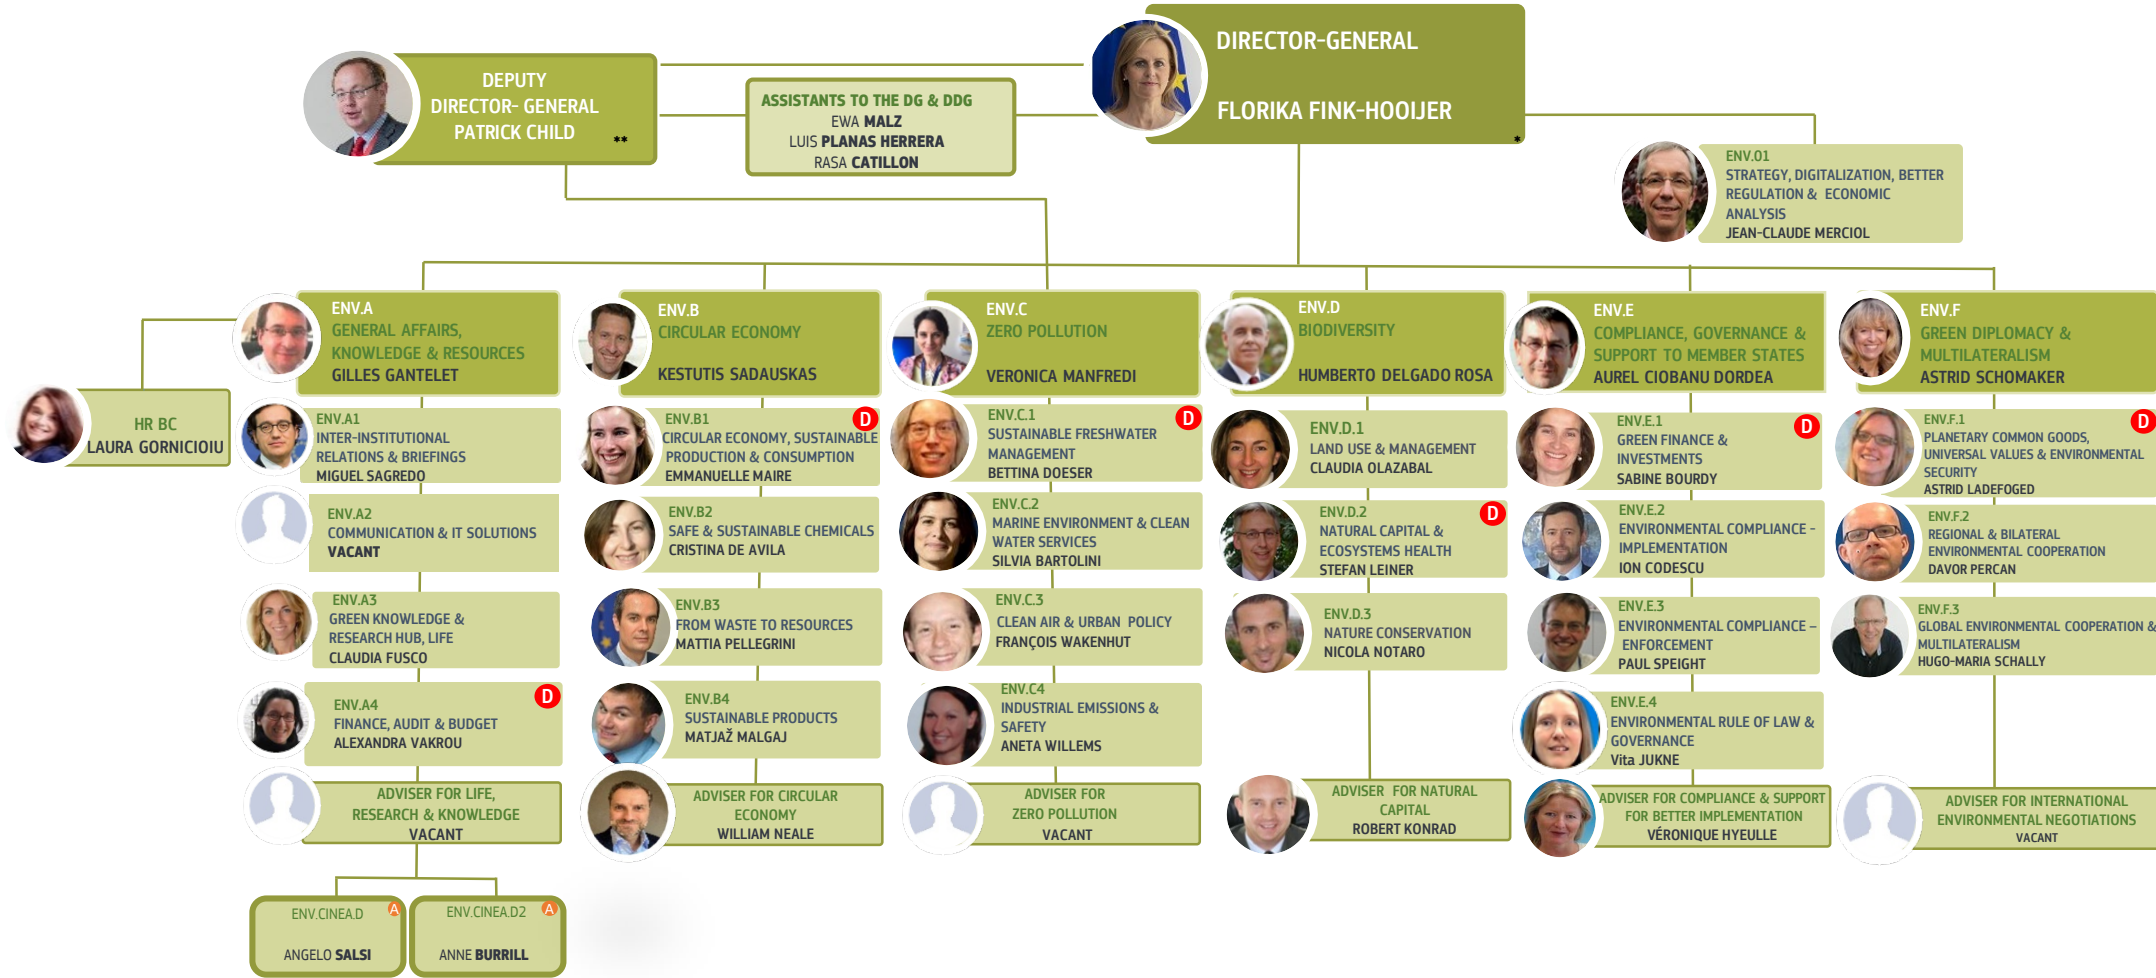 DIRECTOR-GENERAL
FLORIKA FINK-HOOIJER
*
DEPUTY
DIRECTOR- GENERAL
PATRICK CHILD
**
ASSISTANTS TO THE DG & DDG
EWA MALZ
LUIS PLANAS HERRERA
RASA CATILLON
ENV.01
STRATEGY, DIGITALIZATION, BETTER
REGULATION & ECONOMIC
ANALYSIS
JEAN-CLAUDE MERCIOL
HR BC
LAURA GORNICIOIU
ENV.A
GENERAL AFFAIRS,
KNOWLEDGE & RESOURCES
GILLES GANTELET
ENV.A1
INTER-INSTITUTIONAL
RELATIONS & BRIEFINGS
MIGUEL SAGREDO
ENV.A2
COMMUNICATION & IT SOLUTIONS
VACANT
ENV.A3
GREEN KNOWLEDGE &
RESEARCH HUB, LIFE
CLAUDIA FUSCO
ENV.A4
D
FINANCE, AUDIT & BUDGET
ALEXANDRA VAKROU
ADVISER FOR LIFE,
RESEARCH & KNOWLEDGE
VACANT
ENV.CINEA.D
A
ANGELO SALSI
ENV.CINEA.D2
A
ANNE BURRILL
ENV.B
CIRCULAR ECONOMY
KESTUTIS SADAUSKAS
ENV.B1
D
CIRCULAR ECONOMY, SUSTAINABLE
PRODUCTION & CONSUMPTION
EMMANUELLE MAIRE
ENV.B2
SAFE & SUSTAINABLE CHEMICALS
CRISTINA DE AVILA
ENV.B3
FROM WASTE TO RESOURCES
MATTIA PELLEGRINI
ENV.B4
SUSTAINABLE PRODUCTS
MATJAŽ MALGAJ
ADVISER FOR CIRCULAR
ECONOMY
WILLIAM NEALE
ENV.C
ZERO POLLUTION
VERONICA MANFREDI
ENV.C.1
D
SUSTAINABLE FRESHWATER
MANAGEMENT
BETTINA DOESER
ENV.C.2
MARINE ENVIRONMENT & CLEAN
WATER SERVICES
SILVIA BARTOLINI
ENV.C.3
CLEAN AIR & URBAN POLICY
FRANÇOIS WAKENHUT
ENV.C4
INDUSTRIAL EMISSIONS &
SAFETY
ANETA WILLEMS
ADVISER FOR
ZERO POLLUTION
VACANT
ENV.D
BIODIVERSITY
HUMBERTO DELGADO ROSA
ENV.D.1
LAND USE & MANAGEMENT
CLAUDIA OLAZABAL
ENV.D.2
D
NATURAL CAPITAL &
ECOSYSTEMS HEALTH
STEFAN LEINER
ENV.D.3
NATURE CONSERVATION
NICOLA NOTARO
ADVISER FOR NATURAL
CAPITAL
ROBERT KONRAD
ENV.E
COMPLIANCE, GOVERNANCE &
SUPPORT TO MEMBER STATES
AUREL CIOBANU DORDEA
ENV.E.1
D
GREEN FINANCE &
INVESTMENTS
SABINE BOURDY
ENV.E.2
ENVIRONMENTAL COMPLIANCE -
IMPLEMENTATION
ION CODESCU
ENV.E.3
ENVIRONMENTAL COMPLIANCE –
ENFORCEMENT
PAUL SPEIGHT
ENV.E.4
ENVIRONMENTAL RULE OF LAW &
GOVERNANCE
Vita JUKNE
ADVISER FOR COMPLIANCE & SUPPORT
FOR BETTER IMPLEMENTATION
VÉRONIQUE HYEULLE
ENV.F
GREEN DIPLOMACY &
MULTILATERALISM
ASTRID SCHOMAKER
ENV.F.1
D
PLANETARY COMMON GOODS,
UNIVERSAL VALUES & ENVIRONMENTAL
SECURITY
ASTRID LADEFOGED
ENV.F.2
REGIONAL & BILATERAL
ENVIRONMENTAL COOPERATION
DAVOR PERCAN
ENV.F.3
GLOBAL ENVIRONMENTAL COOPERATION &
MULTILATERALISM
HUGO-MARIA SCHALLY
ADVISER FOR INTERNATIONAL
ENVIRONMENTAL NEGOTIATIONS
VACANT